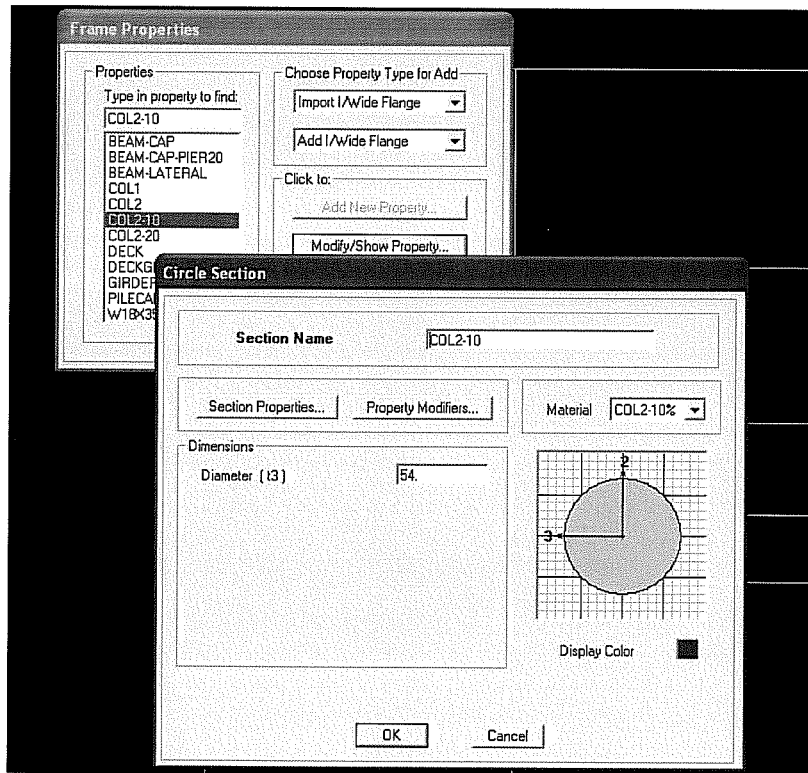 Frame Properties
Properties
Type in property to find:
COL2-10
BEAM-CAP
BEAM-CAP-PIER20
BEAM-LATERAL
COL1
COL2
COL2-10
COL2-20
DECK
Choose Property Type for Add
Import I/Wide Flange
Add I/Wide Flange
Click to:
Add New Property...
Modify/Show Property...
Circle Section
Section Name
COL2-10
Section Properties...
Property Modifiers...
Material
COL2-10%
Dimensions
Diameter ( t3 )
54.
2
3
Display Color
OK
Cancel